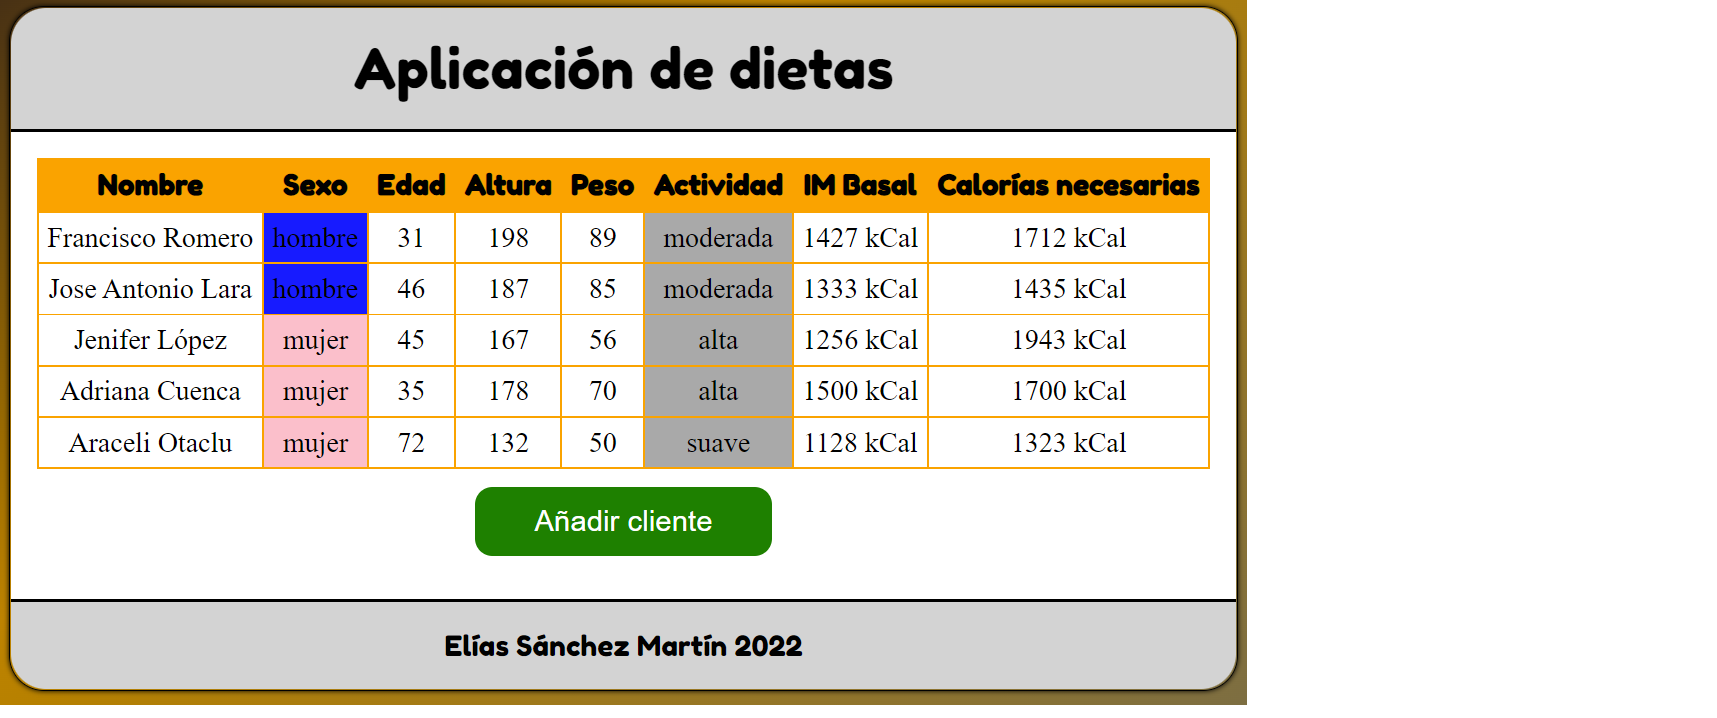 Aplicación de dietas
Nombre Sexo Edad Altura Peso Actividad IM Basal Calorías necesarias
Francisco Romero hombre 31 198 89 moderada 1427 kCal 1712 kCal
Jose Antonio Lara hombre 46 187 85 moderada 1333 kCal 1435 kCal
Jenifer López mujer 45 167 56 alta 1256 kCal 1943 kCal
Adriana Cuenca mujer 35 178 70 alta 1500 kCal 1700 kCal
Araceli Otaclu mujer 72 132 50 suave 1128 kCal 1323 kCal
Añadir cliente
Elías Sánchez Martín 2022